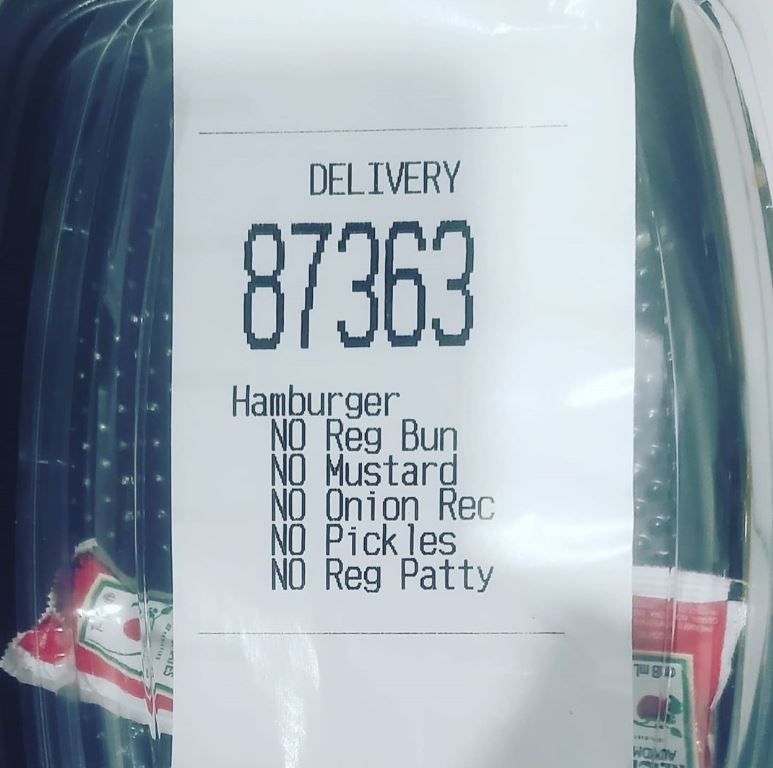 DELIVERY
87363
Hamburger
NO Reg Bun
NO Mustard
NO Onion Rec
NO Pickles
NO Reg Patty